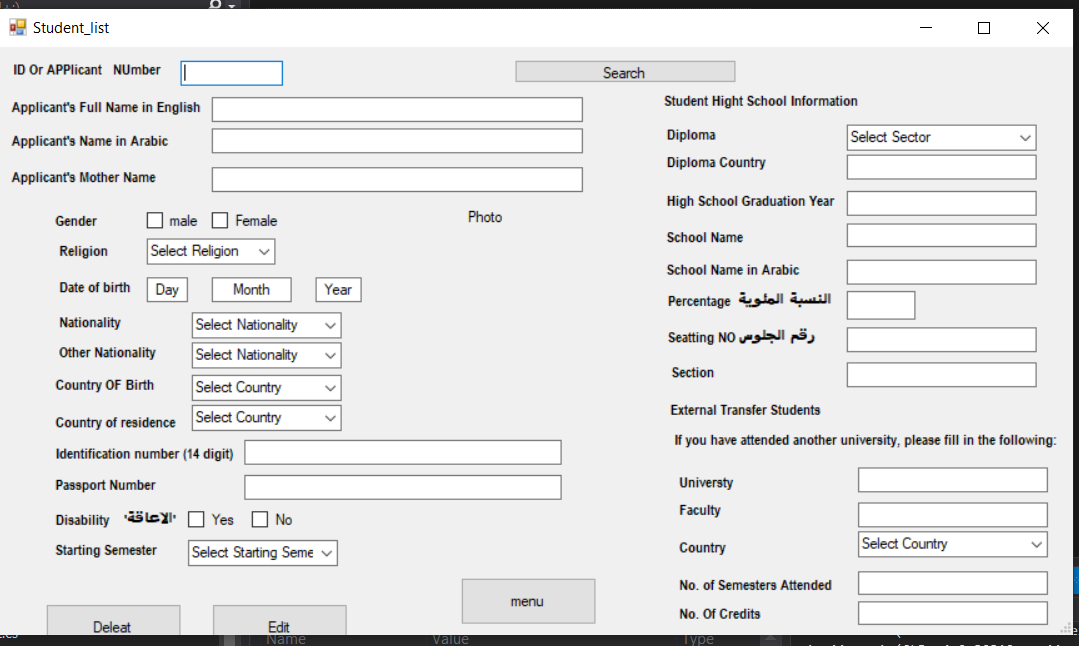 Student_list
ID Or APPlicant NUmber
Search
Applicant's Full Name in English
Applicant's Name in Arabic
Applicant's Mother Name
Gender male Female
Photo
Religion Select Religion
Date of birth Day Month Year
Nationality Select Nationality
Other Nationality Select Nationality
Country OF Birth Select Country
Country of residence Select Country
Identification number (14 digit)
Passport Number
Disability "الاعاقة" Yes No
Starting Semester Select Starting Seme
menu
Deleat Edit
Student Hight School Information
Diploma Select Sector
Diploma Country
High School Graduation Year
School Name
School Name in Arabic
Percentage النسبة المئوية
Seatting NO رقم الجلوس
Section
External Transfer Students
If you have attended another university, please fill in the following:
Universty
Faculty
Country Select Country
No. of Semesters Attended
No. Of Credits
Name Value Type